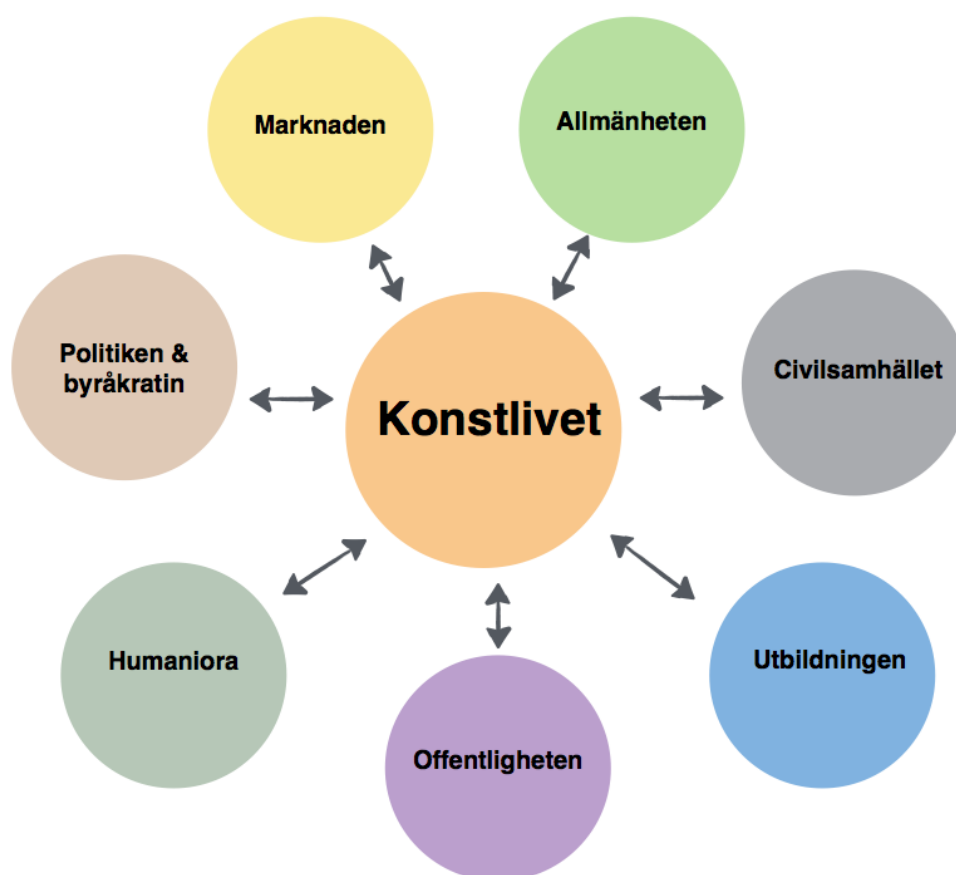 Marknaden
Allmänheten
Politiken &
byråkratin
Civilsamhället
Konstlivet
Humaniora
Utbildningen
Offentligheten